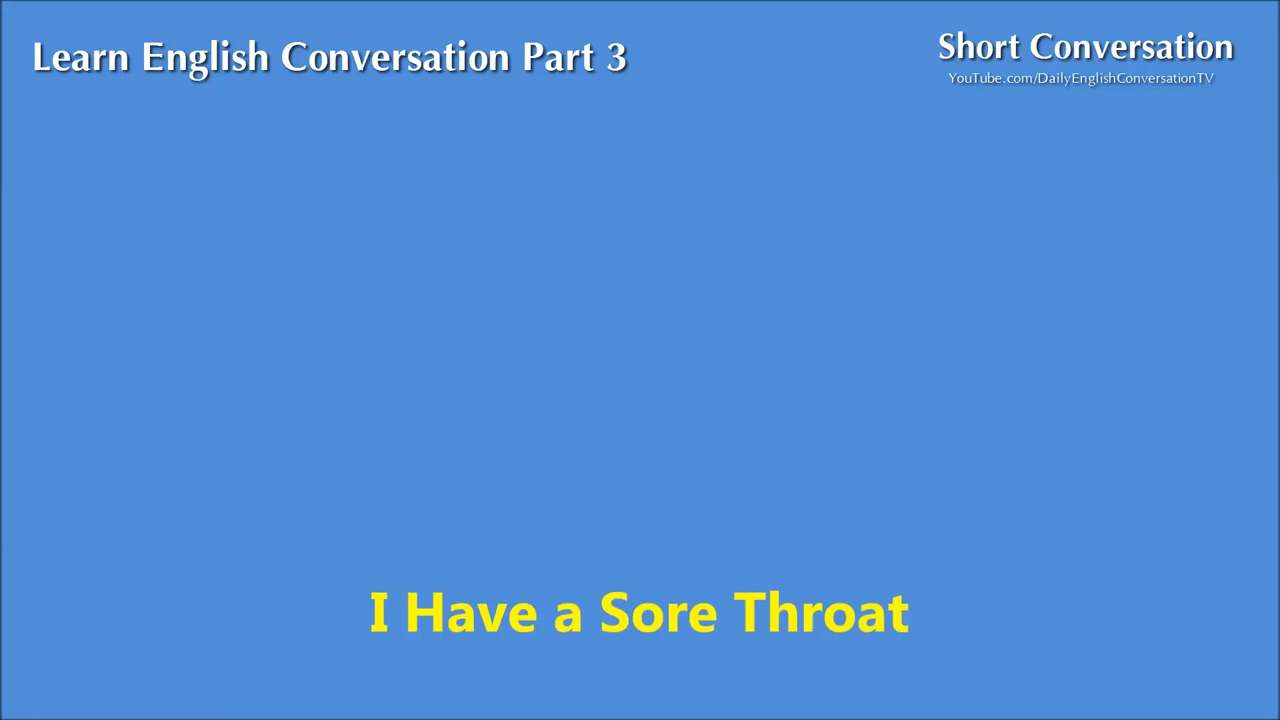 Learn English Conversation Part 3
Short Conversation
YouTube.com/DailyEnglishConversationTV
I Have a Sore Throat